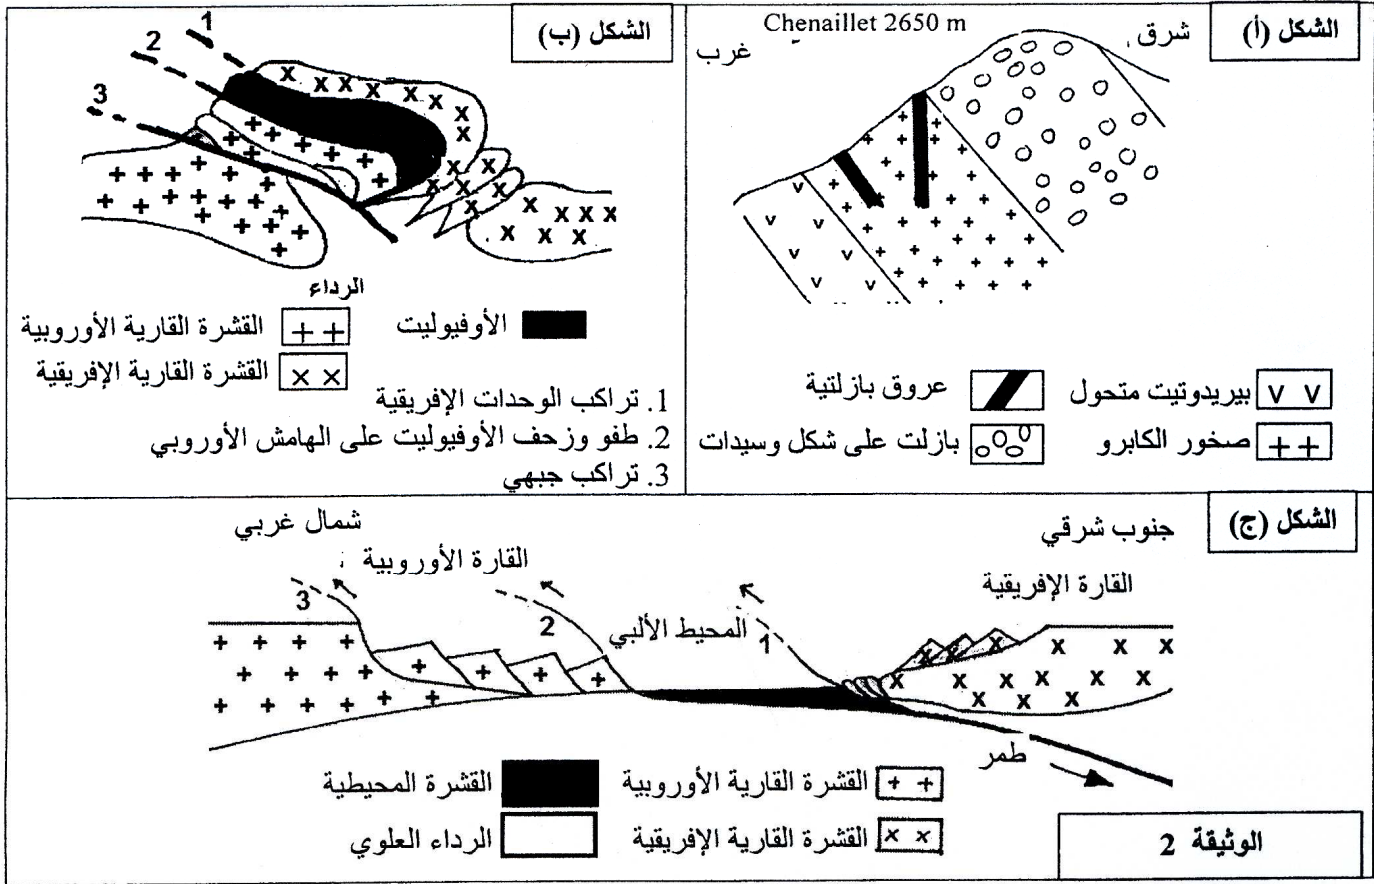 الشكل (أ)
Chenaillet 2650 m
شرق
غرب
بيريدوتيت متحول
عروق بازلتية
صخور الكابرو
بازلت على شكل وسيدات
الشكل (ب)
1
2
3
الرداء
الأوفيوليت
القشرة القارية الأوروبية
القشرة القارية الإفريقية
1. تراكب الوحدات الإفريقية
2. طفو وزحف الأوفيوليت على الهامش الأوروبي
3. تراكب جبهي
الشكل (ج)
جنوب شرقي
شمال غربي
القارة الإفريقية
القارة الأوروبية
المحيط الألبي
1
2
3
طمر
القشرة القارية الأوروبية
القشرة المحيطية
القشرة القارية الإفريقية
الرداء العلوي
الوثيقة 2